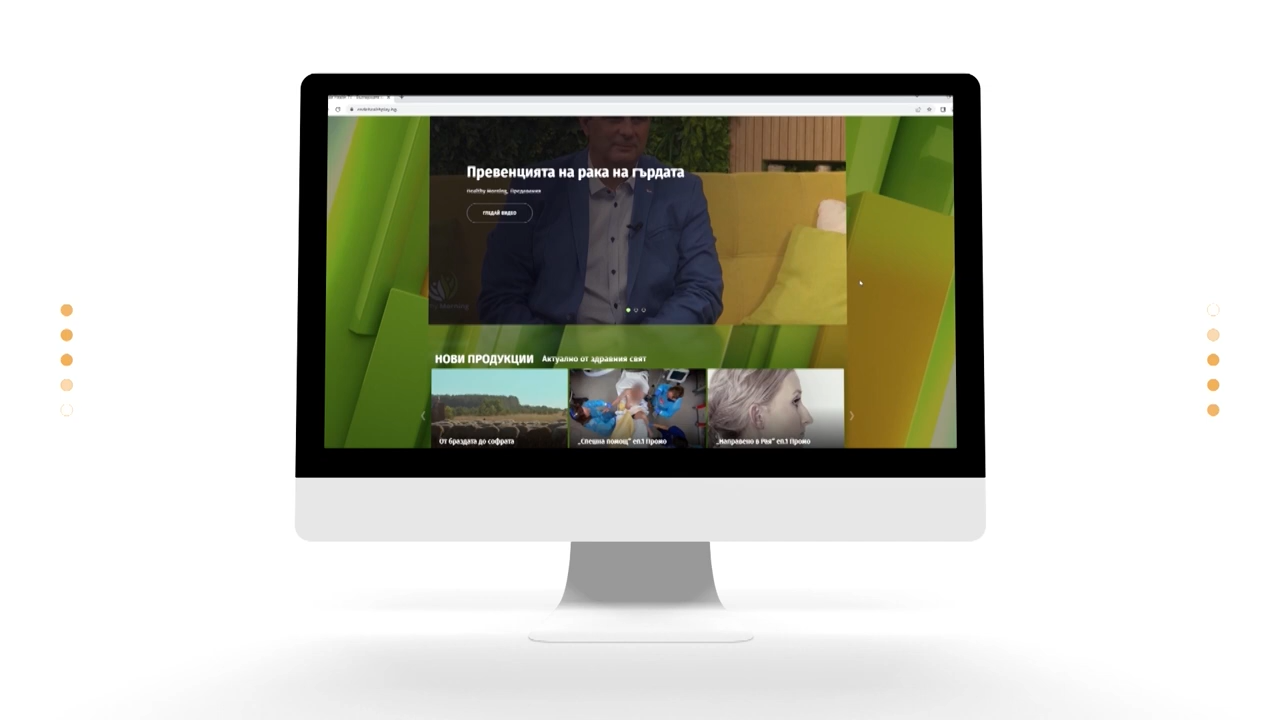 Превенцията на рака на гърдата
Healthy Morning, Предавания
ГЛЕДАЙ ВИДЕО
НОВИ ПРОДУКЦИИ Актуално от здравния свят
От браздата до софрата
„Спешна помощ" еп.1 Промо
„Направено в Рая" еп.1 Промо